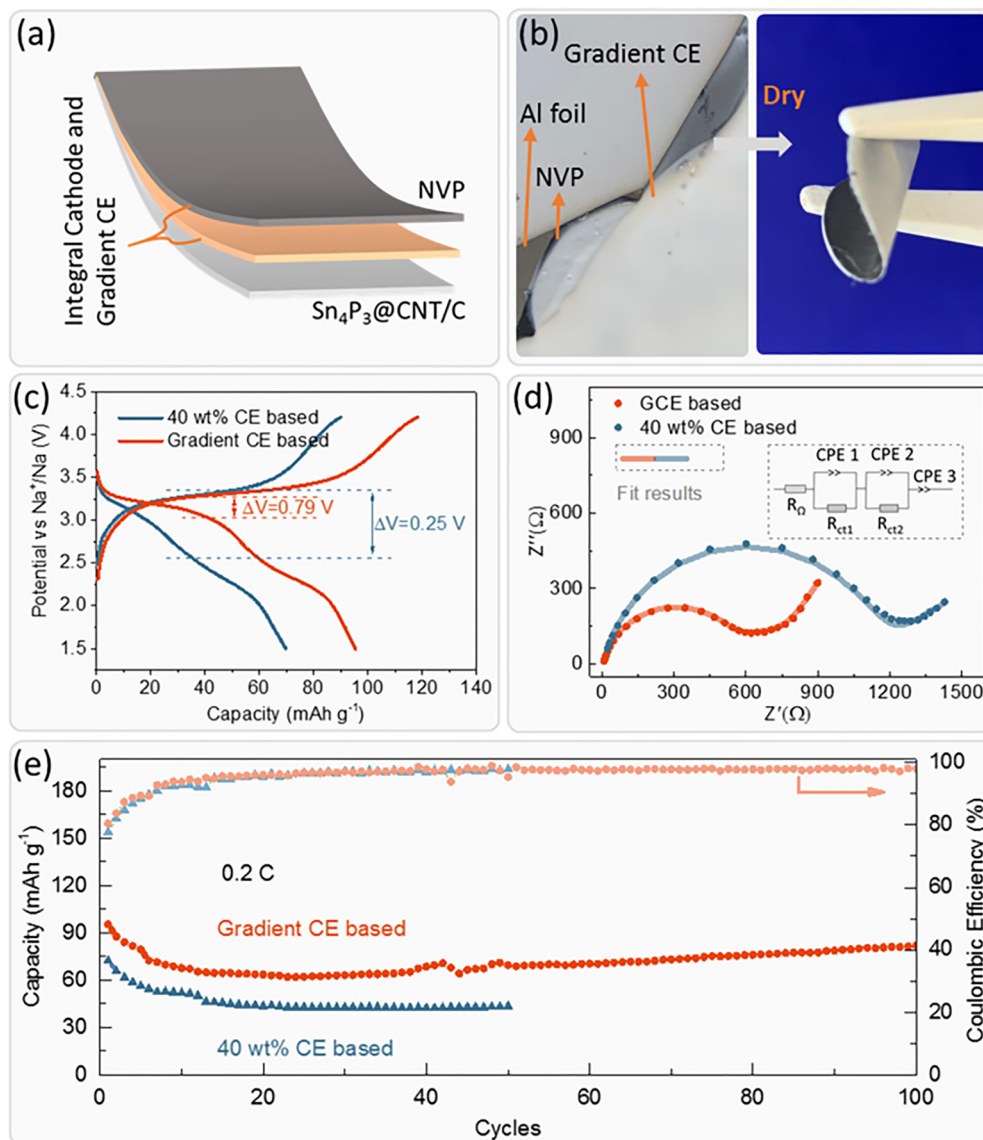 (a)
Integral Cathode and
Gradient CE
NVP
Sn₄P₃@CNT/C
(b)
Gradient CE
Al foil
NVP
Dry
(c)
4.5
4.0
3.5
3.0
2.5
2.0
1.5
Potential vs Na⁺/Na (V)
40 wt% CE based
Gradient CE based
ΔV=0.79 V
ΔV=0.25 V
0 20 40 60 80 100 120 140
Capacity (mAh g⁻¹)
(d)
GCE based
40 wt% CE based
Fit results
CPE 1
CPE 2
CPE 3
R_Ω
R_ct1
R_ct2
900
600
300
0
Z''(Ω)
0 300 600 900 1200 1500
Z'(Ω)
(e)
180
150
120
90
60
30
0
Capacity (mAh g⁻¹)
0.2 C
Gradient CE based
40 wt% CE based
100
80
60
40
20
0
Coulombic Efficiency (%)
0 20 40 60 80 100
Cycles